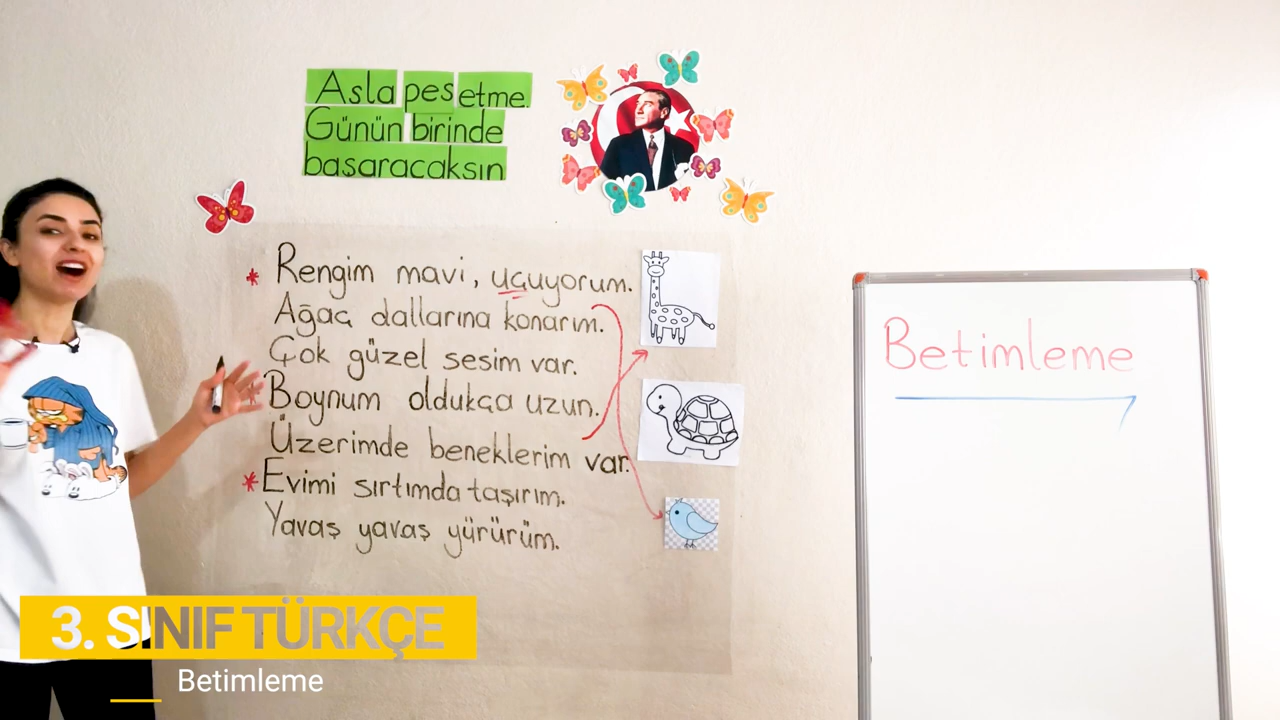 Asla pes etme.
Günün birinde
başaracaksın
* Rengim mavi, uçuyorum.
Ağaç dallarına konarım.
Çok güzel sesim var.
* Boynum oldukça uzun.
Üzerimde beneklerim var.
* Evimi sırtımda taşırım.
Yavaş yavaş yürürüm.
Betimleme
3. SINIF TÜRKÇE
Betimleme